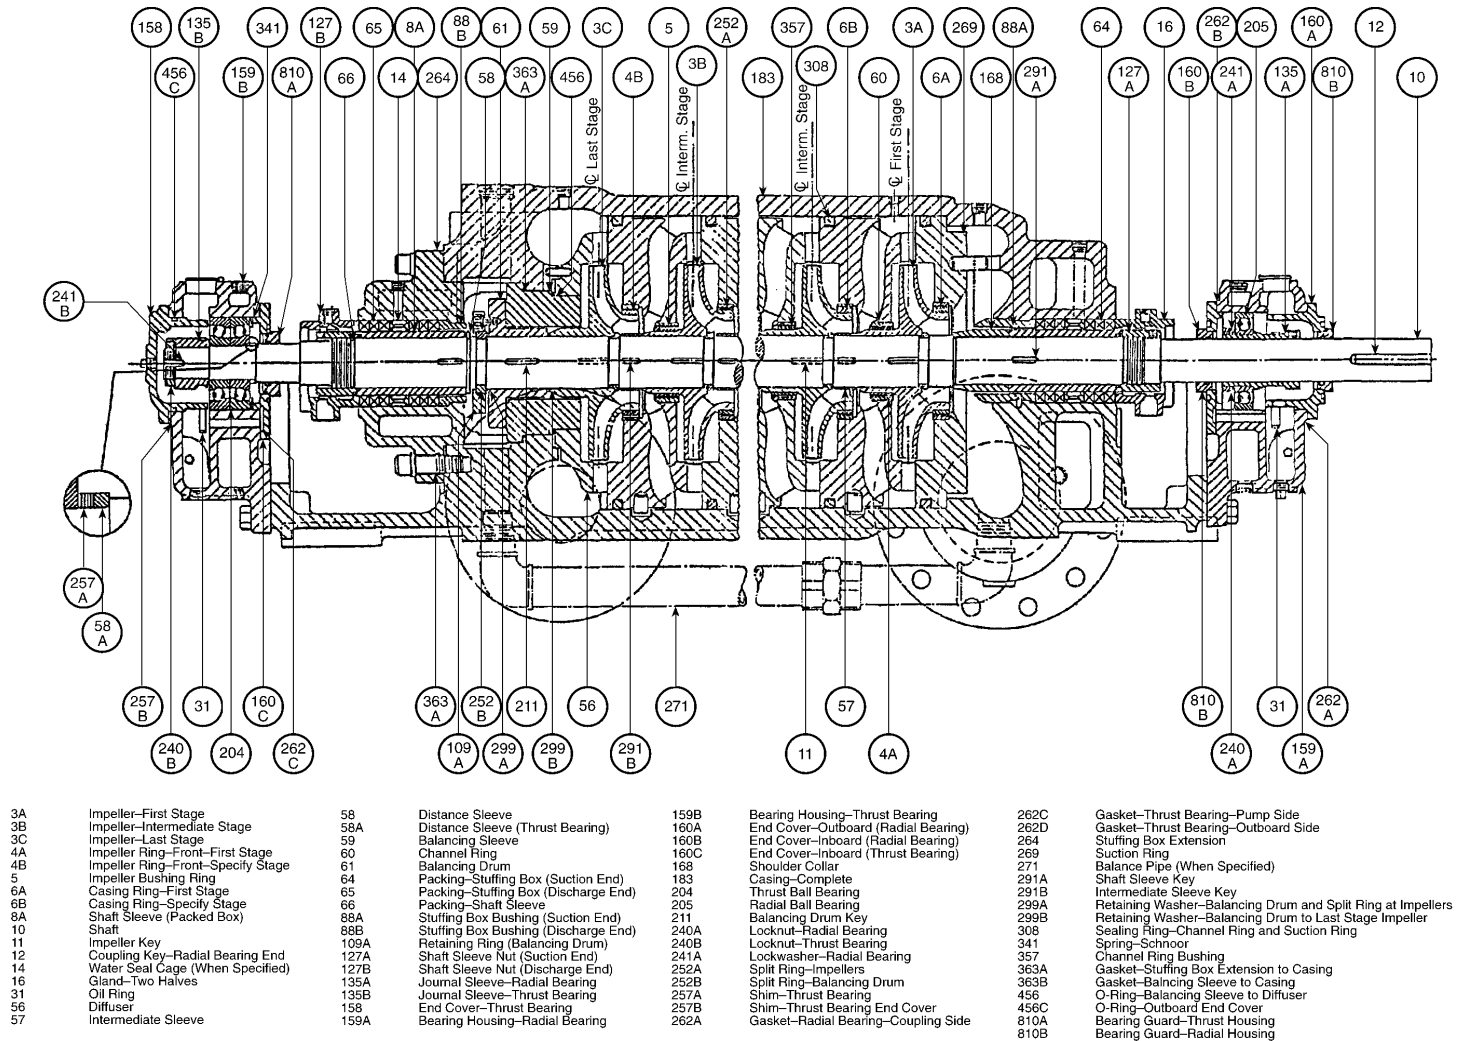 158
135 B
341
127 B
65
8A
88 B
61
59
3C
5
252 A
357
6B
3A
269
88A
64
16
262 B
205
160 A
12
456 C
159 B
810 A
66
14
264
58
363 A
456
4B
3B
183
308
60
6A
168
291 A
127 A
160 B
241 A
135 A
810 B
10
℄ Last Stage
℄ Interm. Stage
℄ Interm. Stage
℄ First Stage
241 B
257 A
58 A
257 B
31
160 C
363 A
252 B
211
56
271
57
810 B
31
262 A
240 B
204
262 C
109 A
299 A
299 B
291 B
11
4A
240 A
159 A
3A Impeller–First Stage
3B Impeller–Intermediate Stage
3C Impeller–Last Stage
4A Impeller Ring–Front–First Stage
4B Impeller Ring–Front–Specify Stage
5 Impeller Bushing Ring
6A Casing Ring–First Stage
6B Casing Ring–Specify Stage
8A Shaft Sleeve (Packed Box)
10 Shaft
11 Impeller Key
12 Coupling Key–Radial Bearing End
14 Water Seal Cage (When Specified)
16 Gland–Two Halves
31 Oil Ring
56 Diffuser
57 Intermediate Sleeve
58 Distance Sleeve
58A Distance Sleeve (Thrust Bearing)
59 Balancing Sleeve
60 Channel Ring
61 Balancing Drum
64 Packing–Stuffing Box (Suction End)
65 Packing–Stuffing Box (Discharge End)
66 Packing–Shaft Sleeve
88A Stuffing Box Bushing (Suction End)
88B Stuffing Box Bushing (Discharge End)
109A Retaining Ring (Balancing Drum)
127A Shaft Sleeve Nut (Suction End)
127B Shaft Sleeve Nut (Discharge End)
135A Journal Sleeve–Radial Bearing
135B Journal Sleeve–Thrust Bearing
158 End Cover–Thrust Bearing
159A Bearing Housing–Radial Bearing
159B Bearing Housing–Thrust Bearing
160A End Cover–Outboard (Radial Bearing)
160B End Cover–Inboard (Radial Bearing)
160C End Cover–Inboard (Thrust Bearing)
168 Shoulder Collar
183 Casing–Complete
204 Thrust Ball Bearing
205 Radial Ball Bearing
211 Balancing Drum Key
240A Locknut–Radial Bearing
240B Locknut–Thrust Bearing
241A Lockwasher–Radial Bearing
252A Split Ring–Impellers
252B Split Ring–Balancing Drum
257A Shim–Thrust Bearing
257B Shim–Thrust Bearing End Cover
262A Gasket–Radial Bearing–Coupling Side
262C Gasket–Thrust Bearing–Pump Side
262D Gasket–Thrust Bearing–Outboard Side
264 Stuffing Box Extension
269 Suction Ring
271 Balance Pipe (When Specified)
291A Shaft Sleeve Key
291B Intermediate Sleeve Key
299A Retaining Washer–Balancing Drum and Split Ring at Impellers
299B Retaining Washer–Balancing Drum to Last Stage Impeller
308 Sealing Ring–Channel Ring and Suction Ring
341 Spring–Schnoor
357 Channel Ring Bushing
363A Gasket–Stuffing Box Extension to Casing
363B Gasket–Balncing Sleeve to Casing
456 O-Ring–Balancing Sleeve to Diffuser
456C O-Ring–Outboard End Cover
810A Bearing Guard–Thrust Housing
810B Bearing Guard–Radial Housing